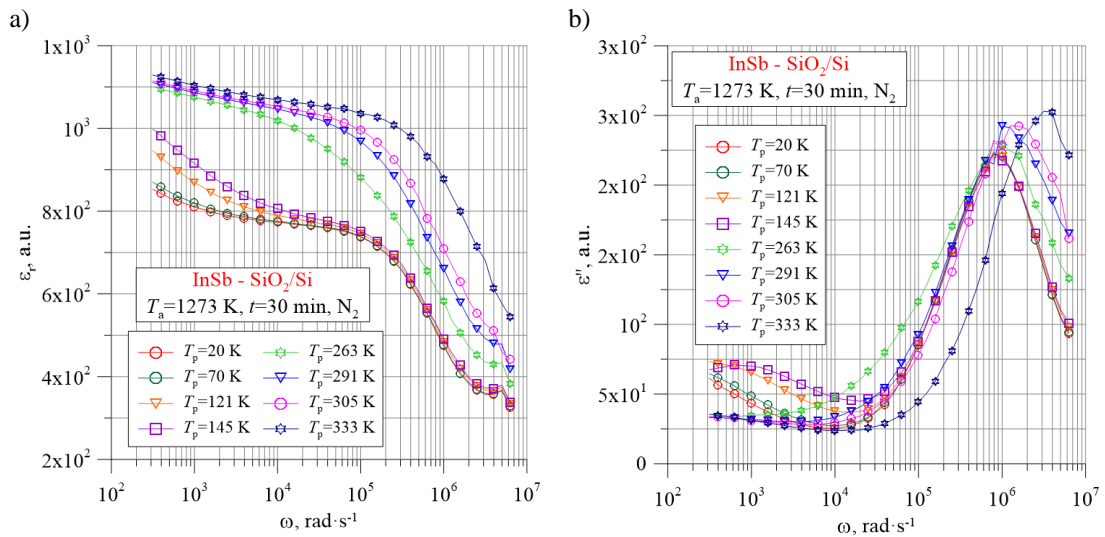 a)
1x10³
10³
8x10²
6x10²
4x10²
2x10²
εᵣ, a.u.
InSb - SiO₂/Si
Tₐ=1273 K, t=30 min, N₂
Tₚ=20 K
Tₚ=70 K
Tₚ=121 K
Tₚ=145 K
Tₚ=263 K
Tₚ=291 K
Tₚ=305 K
Tₚ=333 K
10² 10³ 10⁴ 10⁵ 10⁶ 10⁷
ω, rad·s⁻¹
b)
3x10²
3x10²
2x10²
2x10²
10²
5x10¹
0
ε", a.u.
InSb - SiO₂/Si
Tₐ=1273 K, t=30 min, N₂
Tₚ=20 K
Tₚ=70 K
Tₚ=121 K
Tₚ=145 K
Tₚ=263 K
Tₚ=291 K
Tₚ=305 K
Tₚ=333 K
10² 10³ 10⁴ 10⁵ 10⁶ 10⁷
ω, rad·s⁻¹